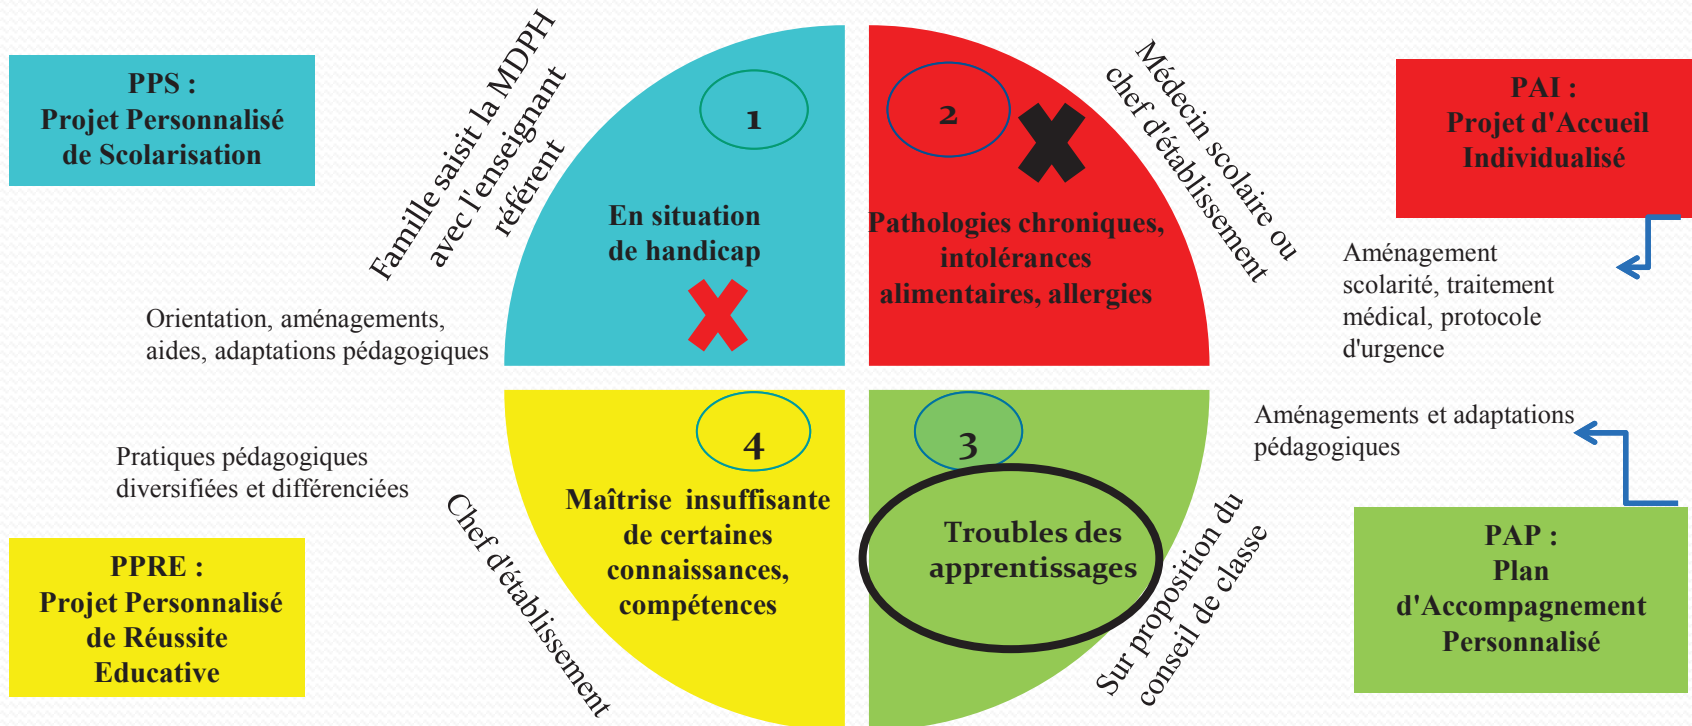 PPS :
Projet Personnalisé
de Scolarisation
Famille saisit la MDPH
avec l'enseignant
référent
1
En situation
de handicap
Orientation, aménagements,
aides, adaptations pédagogiques
2
Pathologies chroniques,
intolérances
alimentaires, allergies
Médecin scolaire ou
chef d'établissement
PAI :
Projet d'Accueil
Individualisé
Aménagement
scolarité, traitement
médical, protocole
d'urgence
4
Maîtrise insuffisante
de certaines
connaissances,
compétences
Pratiques pédagogiques
diversifiées et différenciées
Chef d'établissement
PPRE :
Projet Personnalisé
de Réussite
Educative
3
Troubles des
apprentissages
Sur proposition du
conseil de classe
Aménagements et adaptations
pédagogiques
PAP :
Plan
d'Accompagnement
Personnalisé